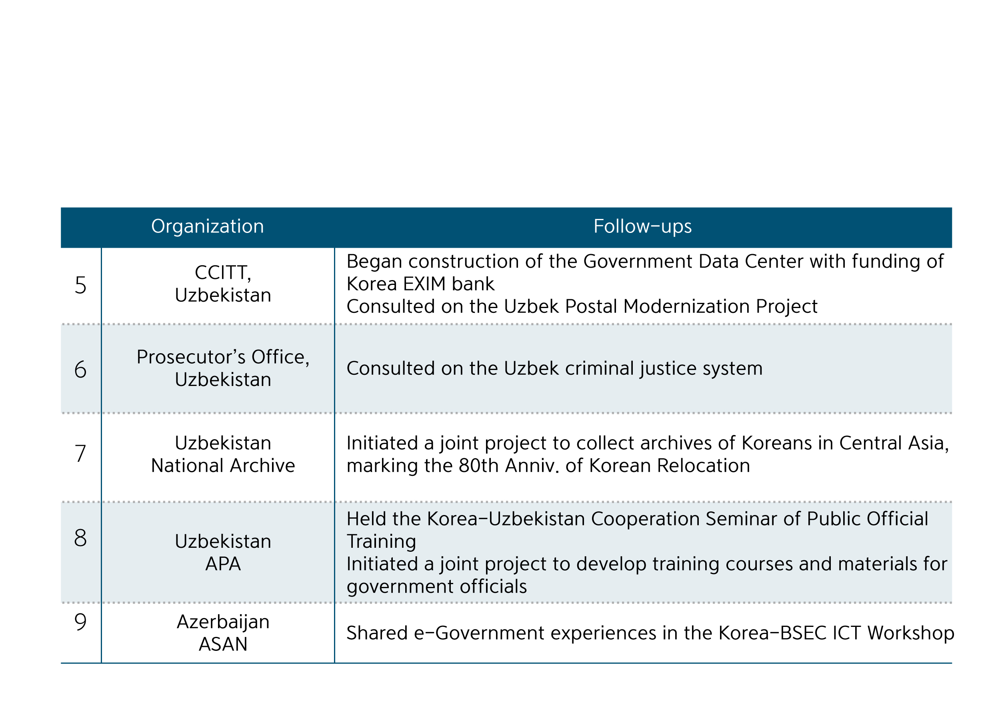 Organization
Follow-ups
5
CCITT,
Uzbekistan
Began construction of the Government Data Center with funding of
Korea EXIM bank
Consulted on the Uzbek Postal Modernization Project
6
Prosecutor’s Office,
Uzbekistan
Consulted on the Uzbek criminal justice system
7
Uzbekistan
National Archive
Initiated a joint project to collect archives of Koreans in Central Asia,
marking the 80th Anniv. of Korean Relocation
8
Uzbekistan
APA
Held the Korea-Uzbekistan Cooperation Seminar of Public Official
Training
Initiated a joint project to develop training courses and materials for
government officials
9
Azerbaijan
ASAN
Shared e-Government experiences in the Korea-BSEC ICT Workshop